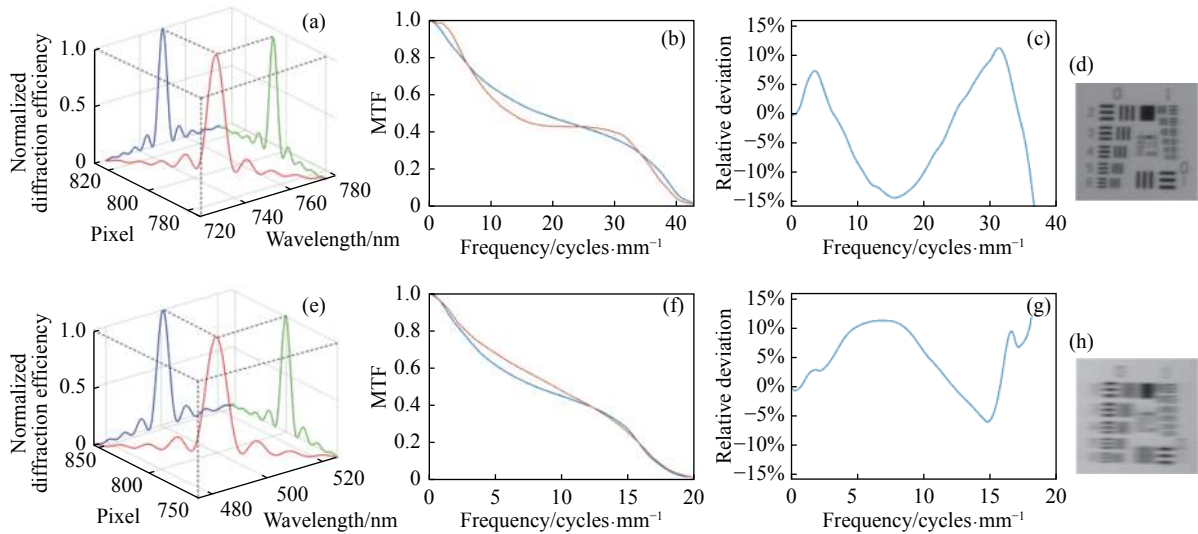 (a)
Normalized
diffraction efficiency
1.0
0.5
0
820
800
780
Pixel
720
740
760
780
Wavelength/nm
(b)
MTF
1.0
0.8
0.6
0.4
0.2
0
0
10
20
30
40
Frequency/cycles·mm⁻¹
(c)
Relative deviation
15%
10%
5%
0%
−5%
−10%
−15%
0
10
20
30
40
Frequency/cycles·mm⁻¹
(d)
(e)
Normalized
diffraction efficiency
1.0
0.5
0
850
800
750
Pixel
480
500
520
Wavelength/nm
(f)
MTF
1.0
0.8
0.6
0.4
0.2
0
0
5
10
15
20
Frequency/cycles·mm⁻¹
(g)
Relative deviation
15%
10%
5%
0%
−5%
−10%
−15%
0
5
10
15
20
Frequency/cycles·mm⁻¹
(h)